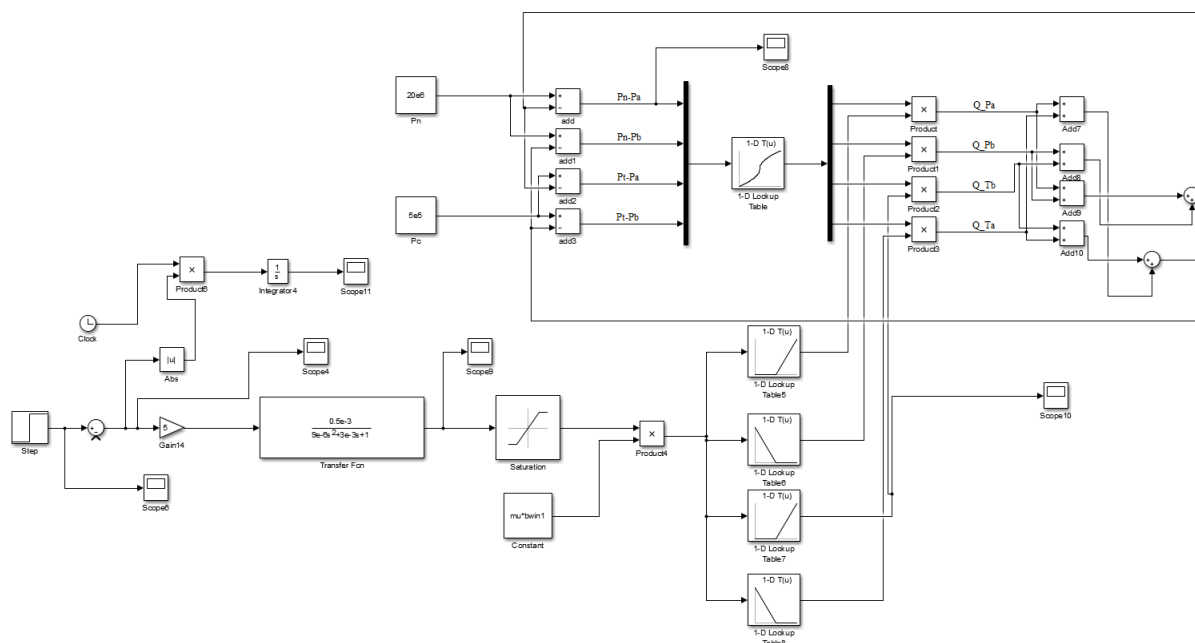 Scope8
20e6
Pn
add
Pn-Pa
add1
Pn-Pb
add2
Pt-Pa
add3
Pt-Pb
5e5
Pc
1-D T(u)
1-D Lookup
Table
Product
Q_Pa
Product1
Q_Pb
Product2
Q_Tb
Product3
Q_Ta
Add7
Add8
Add9
Add10
Clock
Product6
1
s
Integrator4
Scope11
|u|
Abs
Scope4
Scope9
Step
5
Gain14
0.5e-3
9e-6s²+3e-3s+1
Transfer Fcn
Scope6
Saturation
mu*bwin1
Constant
Product4
1-D T(u)
1-D Lookup
Table5
1-D T(u)
1-D Lookup
Table6
1-D T(u)
1-D Lookup
Table7
1-D T(u)
1-D Lookup
Scope10